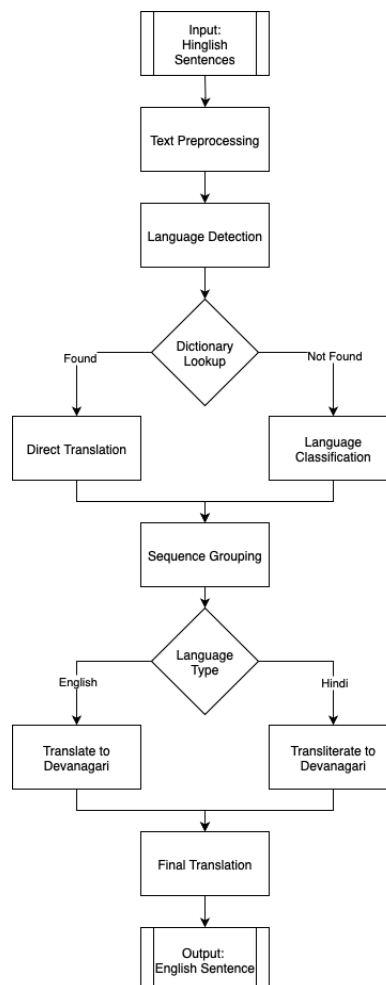 Input:
Hinglish
Sentences
Text Preprocessing
Language Detection
Dictionary
Lookup
Found
Not Found
Direct Translation
Language
Classification
Sequence Grouping
Language
Type
English
Hindi
Translate to
Devanagari
Transliterate to
Devanagari
Final Translation
Output:
English Sentence